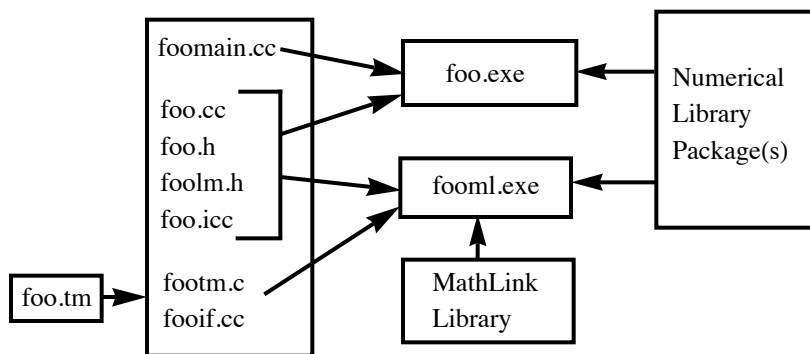 foomain.cc
foo.cc
foo.h
foolm.h
foo.icc
footm.c
fooif.cc
foo.tm
foo.exe
fooml.exe
MathLink
Library
Numerical
Library
Package(s)